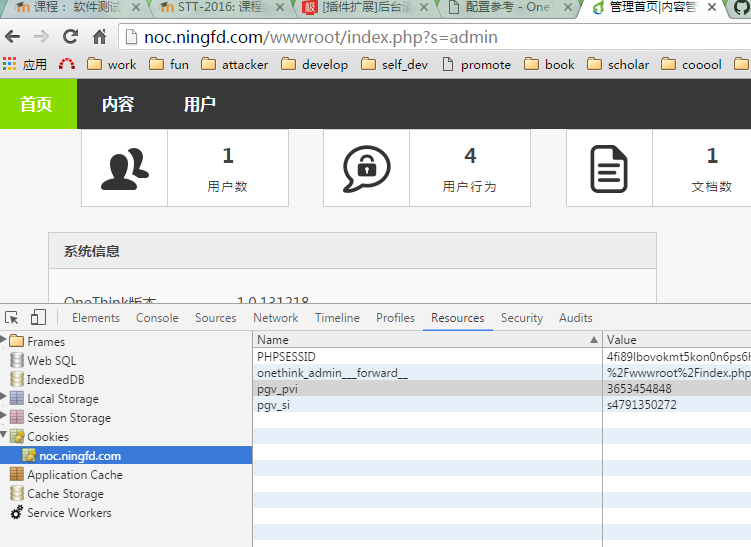 课程： 软件测试 STT-2016: 课程 [插件扩展]后台 配置参考 - OneT 管理首页|内容管
noc.ningfd.com/wwwroot/index.php?s=admin
应用 work fun attacker develop self_dev promote book scholar cooool
首页 内容 用户
1 4 1
用户数 用户行为 文档数
系统信息
OneThink版本 1.0.131218
Elements Console Sources Network Timeline Profiles Resources Security Audits
Frames Name Value
Web SQL PHPSESSID 4fi89lbovokmt5kon0n6ps6h
IndexedDB onethink_admin___forward__ %2Fwwwroot%2Findex.php
Local Storage pgv_pvi 3653454848
Session Storage pgv_si s4791350272
Cookies
noc.ningfd.com
Application Cache
Cache Storage
Service Workers